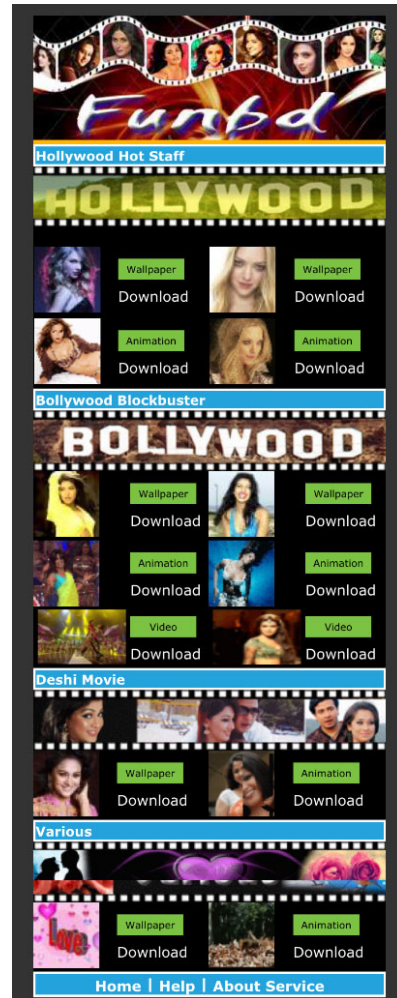 Funbd
Hollywood Hot Staff
HOLLYWOOD
Wallpaper
Download
Wallpaper
Download
Animation
Download
Animation
Download
Bollywood Blockbuster
BOLLYWOOD
Wallpaper
Download
Wallpaper
Download
Animation
Download
Animation
Download
Video
Download
Video
Download
Deshi Movie
Wallpaper
Download
Animation
Download
Various
Love
Wallpaper
Download
Animation
Download
Home | Help | About Service